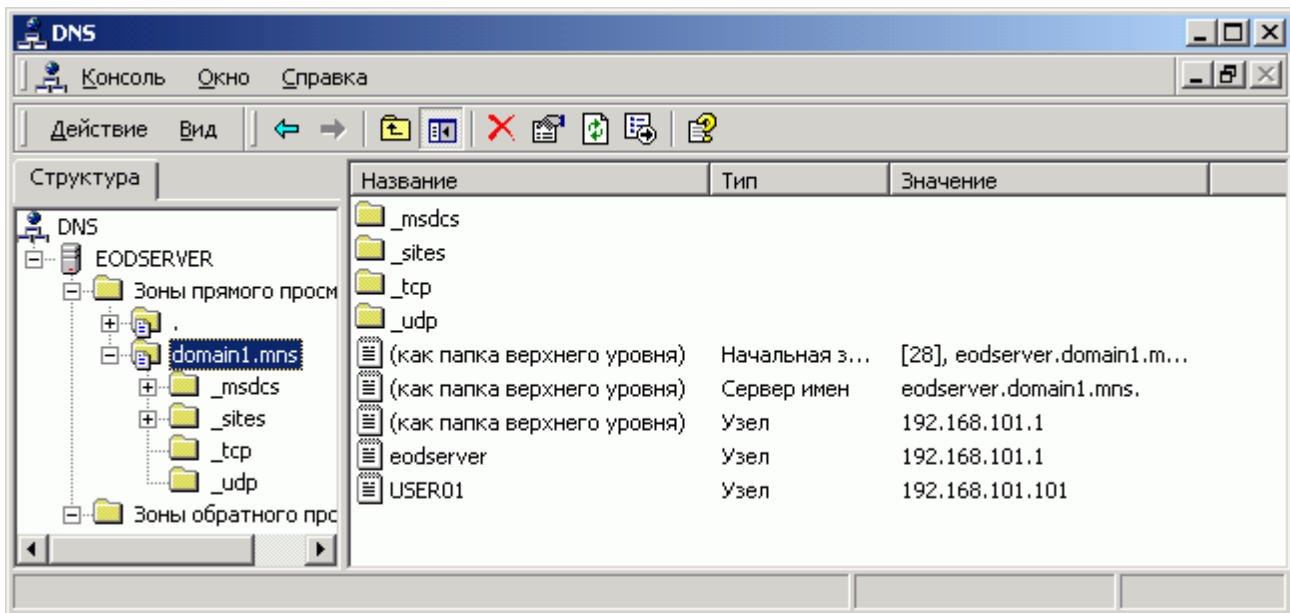 DNS
Консоль Окно Справка
Действие Вид
Структура
Название Тип Значение
DNS
EODSERVER
Зоны прямого просм
.
domain1.mns
_msdcs
_sites
_tcp
_udp
Зоны обратного прс
_msdcs
_sites
_tcp
_udp
(как папка верхнего уровня) Начальная з... [28], eodserver.domain1.m...
(как папка верхнего уровня) Сервер имен eodserver.domain1.mns.
(как папка верхнего уровня) Узел 192.168.101.1
eodserver Узел 192.168.101.1
USER01 Узел 192.168.101.101